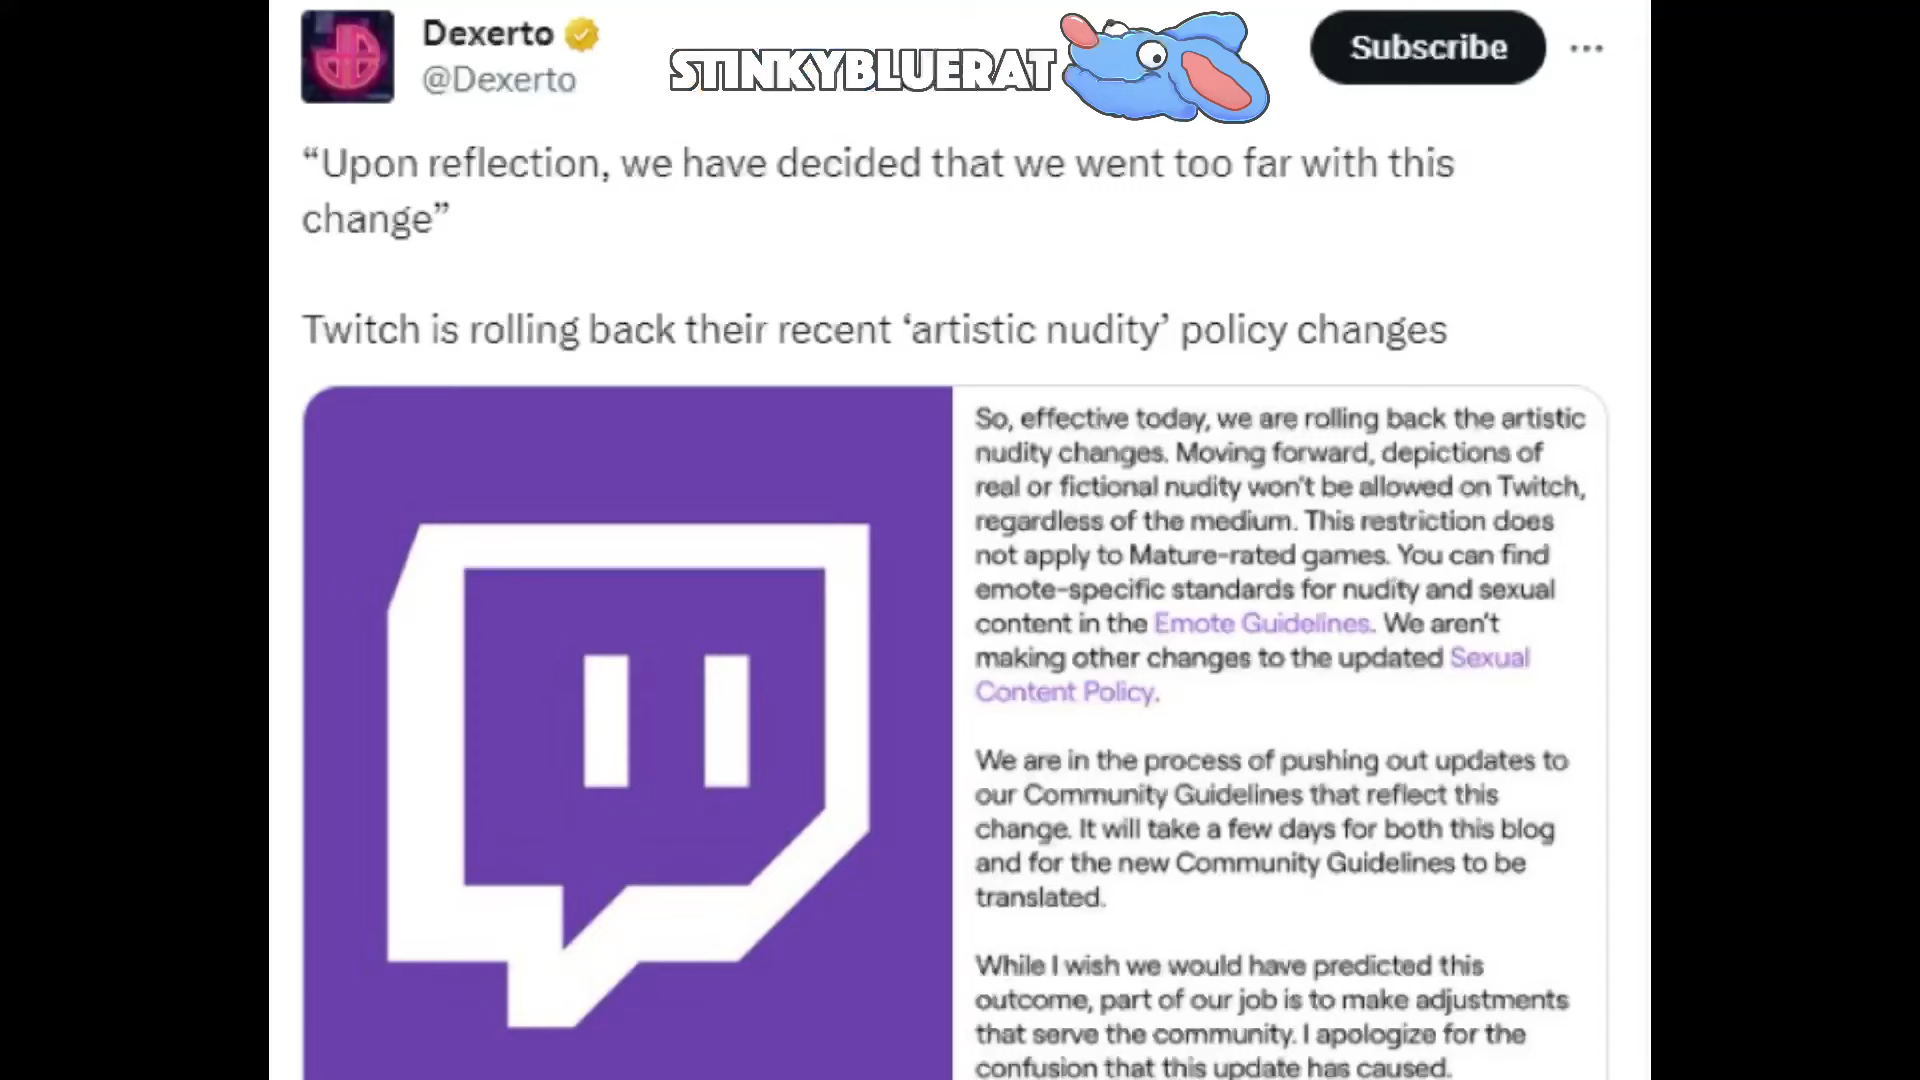 Dexerto
@Dexerto
STINKYBLUERAT
Subscribe
“Upon reflection, we have decided that we went too far with this
change”
Twitch is rolling back their recent ‘artistic nudity’ policy changes
So, effective today, we are rolling back the artistic
nudity changes. Moving forward, depictions of
real or fictional nudity won't be allowed on Twitch,
regardless of the medium. This restriction does
not apply to Mature-rated games. You can find
emote-specific standards for nudity and sexual
content in the Emote Guidelines. We aren't
making other changes to the updated Sexual
Content Policy.
We are in the process of pushing out updates to
our Community Guidelines that reflect this
change. It will take a few days for both this blog
and for the new Community Guidelines to be
translated.
While I wish we would have predicted this
outcome, part of our job is to make adjustments
that serve the community. I apologize for the
confusion that this update has caused.